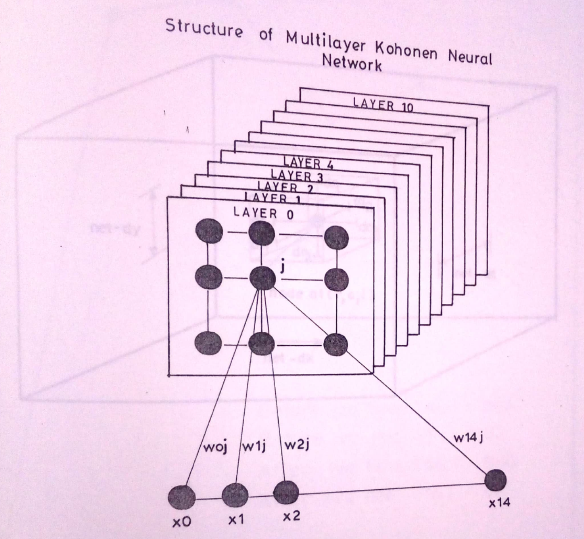 Structure of Multilayer Kohonen Neural
Network
LAYER 10
LAYER 4
LAYER 3
LAYER 2
LAYER 1
LAYER 0
j
woj
w1j
w2j
w14j
x0
x1
x2
x14